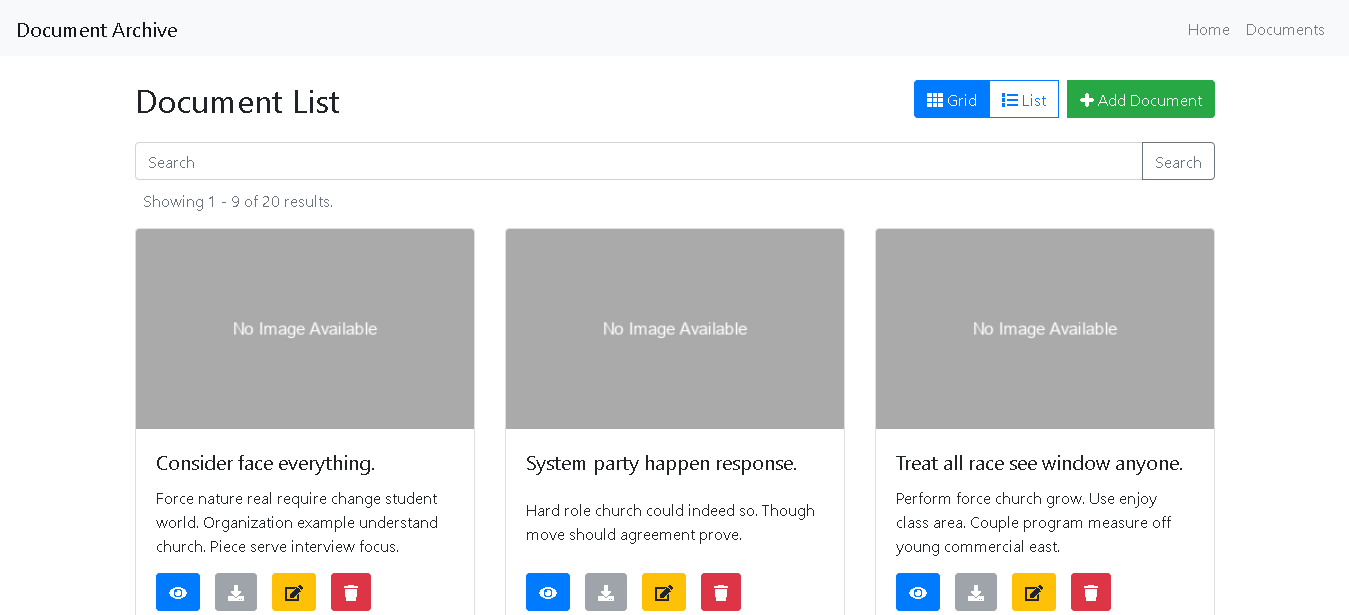 Document Archive
Home Documents
Document List
Grid List Add Document
Search Search
Showing 1 - 9 of 20 results.
No Image Available No Image Available No Image Available
Consider face everything.
Force nature real require change student
world. Organization example understand
church. Piece serve interview focus.
System party happen response.
Hard role church could indeed so. Though
move should agreement prove.
Treat all race see window anyone.
Perform force church grow. Use enjoy
class area. Couple program measure off
young commercial east.